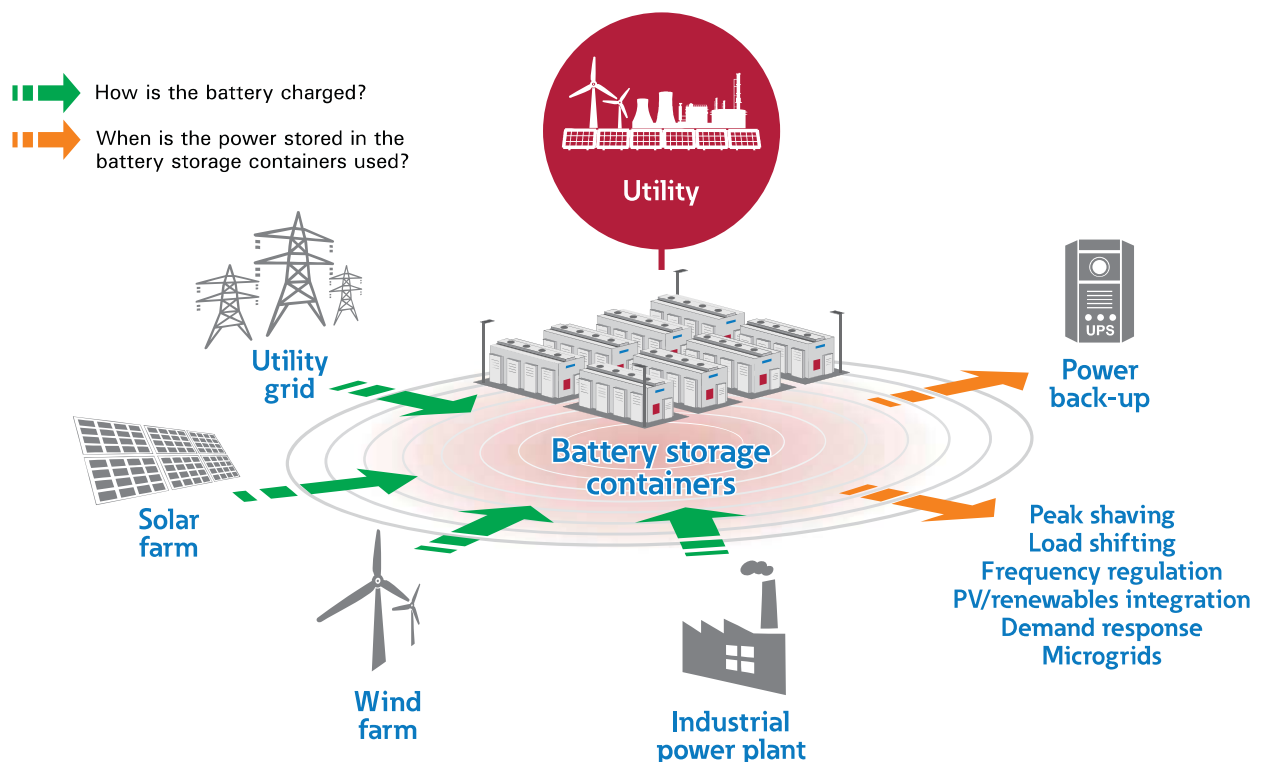 How is the battery charged?
When is the power stored in the
battery storage containers used?
Utility
Utility
grid
UPS
Power
back-up
Battery storage
containers
Solar
farm
Peak shaving
Load shifting
Frequency regulation
PV/renewables integration
Demand response
Microgrids
Wind
farm
Industrial
power plant